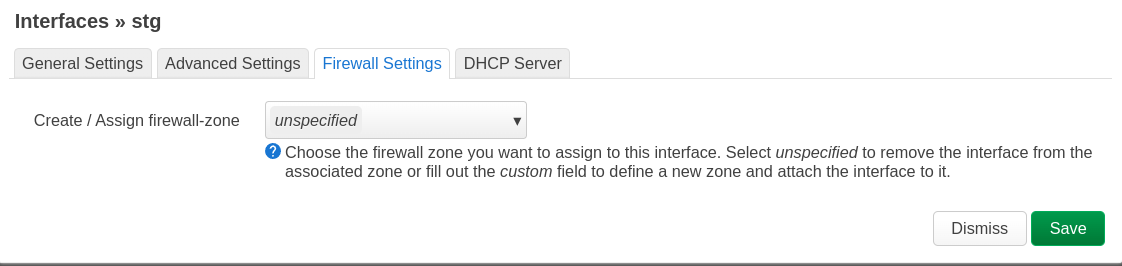 Interfaces » stg
General Settings Advanced Settings Firewall Settings DHCP Server
Create / Assign firewall-zone unspecified ▾
? Choose the firewall zone you want to assign to this interface. Select unspecified to remove the interface from the
associated zone or fill out the custom field to define a new zone and attach the interface to it.
Dismiss Save